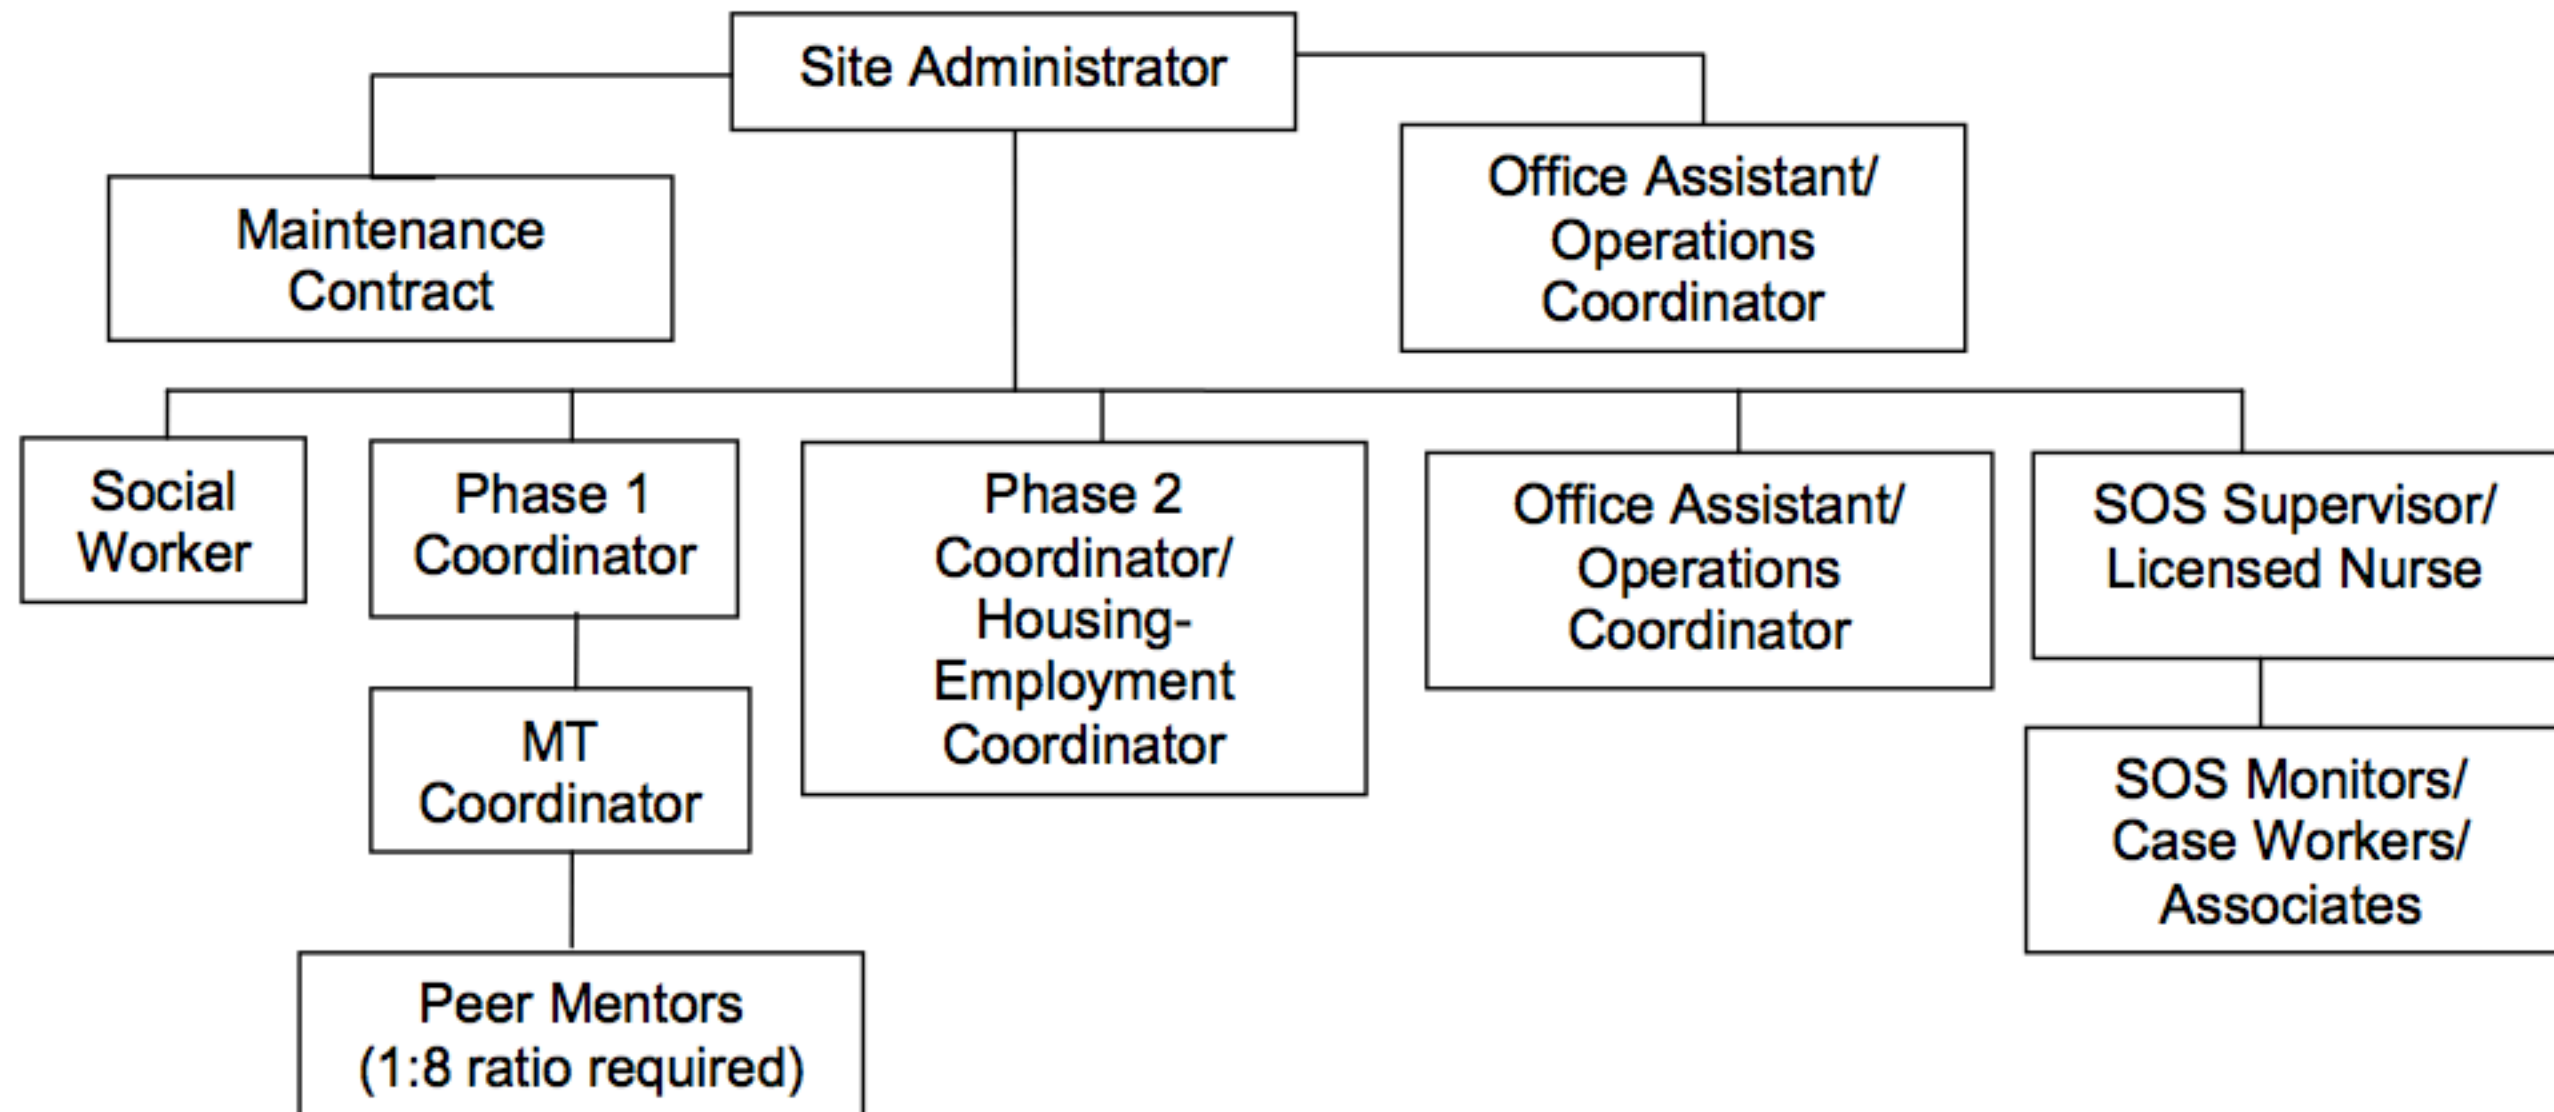 Site Administrator
Maintenance
Contract
Office Assistant/
Operations
Coordinator
Social
Worker
Phase 1
Coordinator
Phase 2
Coordinator/
Housing-
Employment
Coordinator
Office Assistant/
Operations
Coordinator
SOS Supervisor/
Licensed Nurse
MT
Coordinator
SOS Monitors/
Case Workers/
Associates
Peer Mentors
(1:8 ratio required)